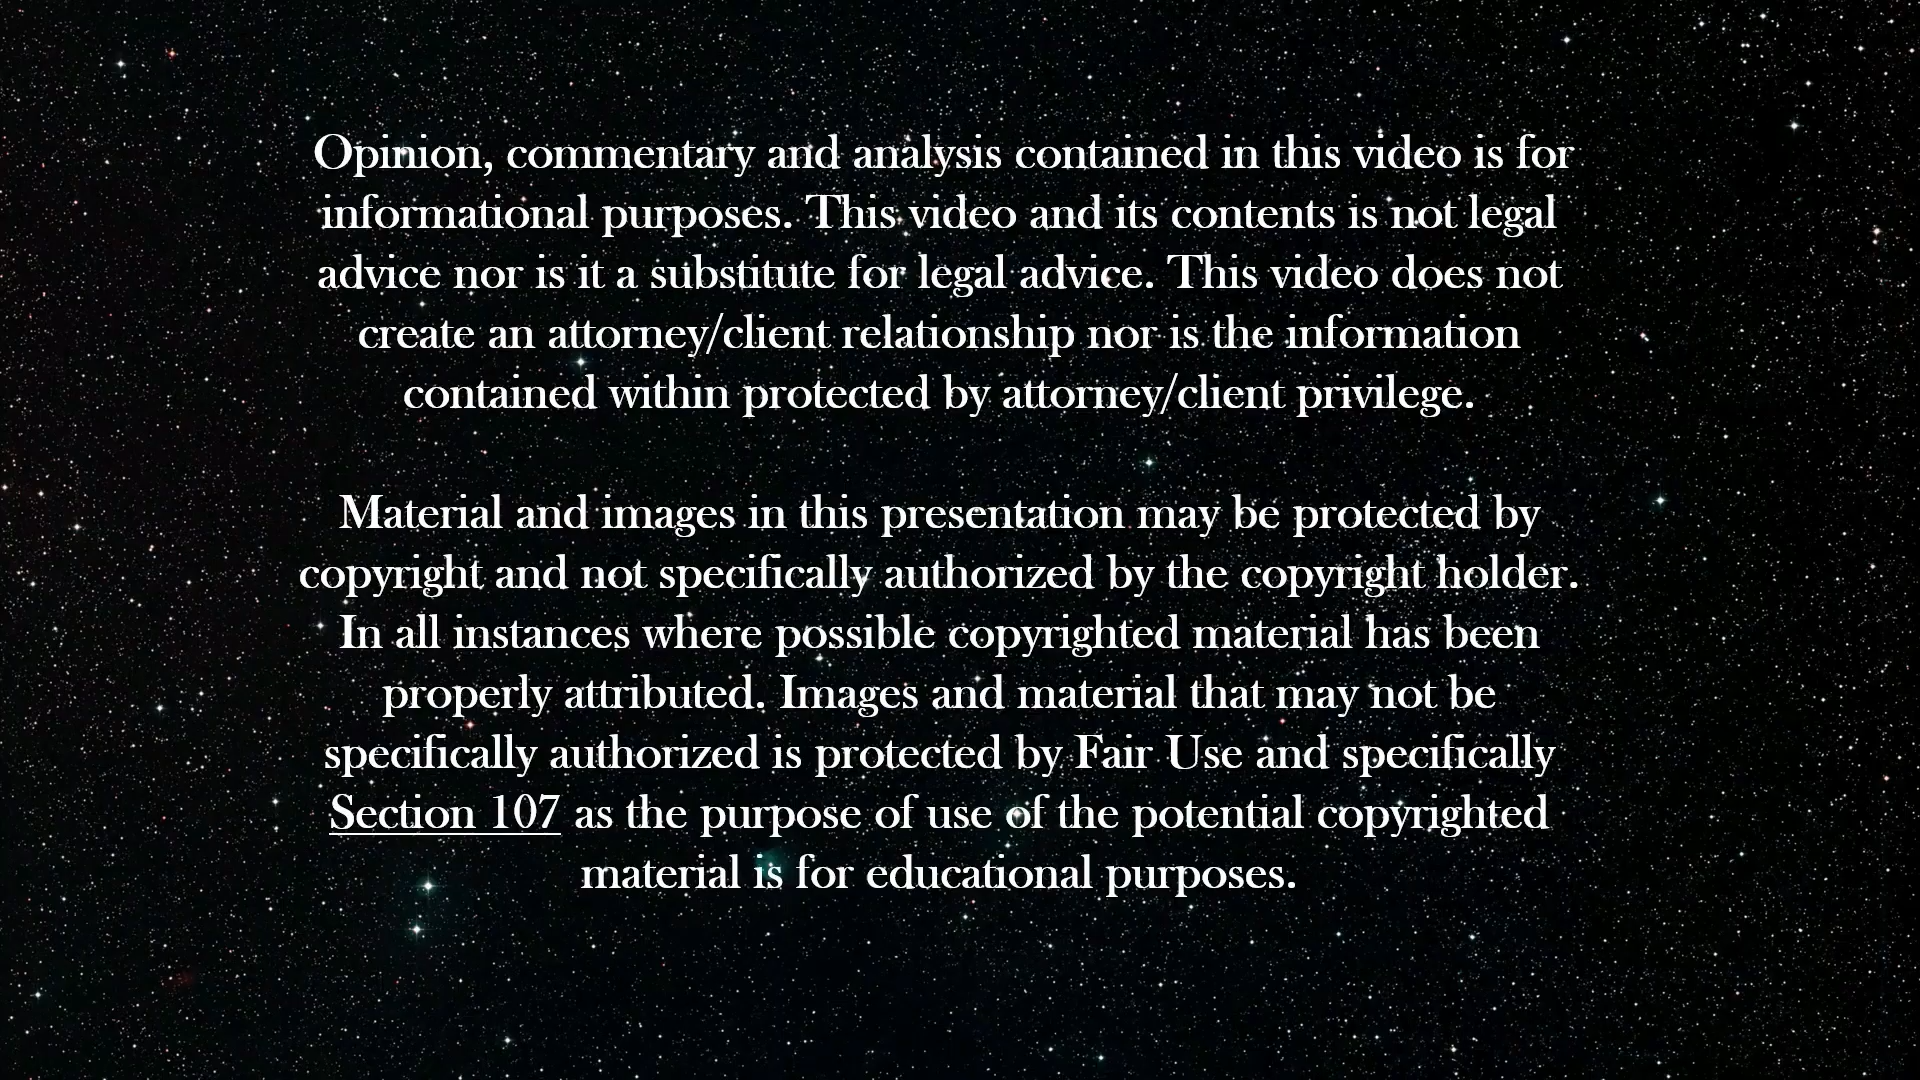 Opinion, commentary and analysis contained in this video is for
informational purposes. This video and its contents is not legal
advice nor is it a substitute for legal advice. This video does not
create an attorney/client relationship nor is the information
contained within protected by attorney/client privilege.
Material and images in this presentation may be protected by
copyright and not specifically authorized by the copyright holder.
In all instances where possible copyrighted material has been
properly attributed. Images and material that may not be
specifically authorized is protected by Fair Use and specifically
Section 107 as the purpose of use of the potential copyrighted
material is for educational purposes.